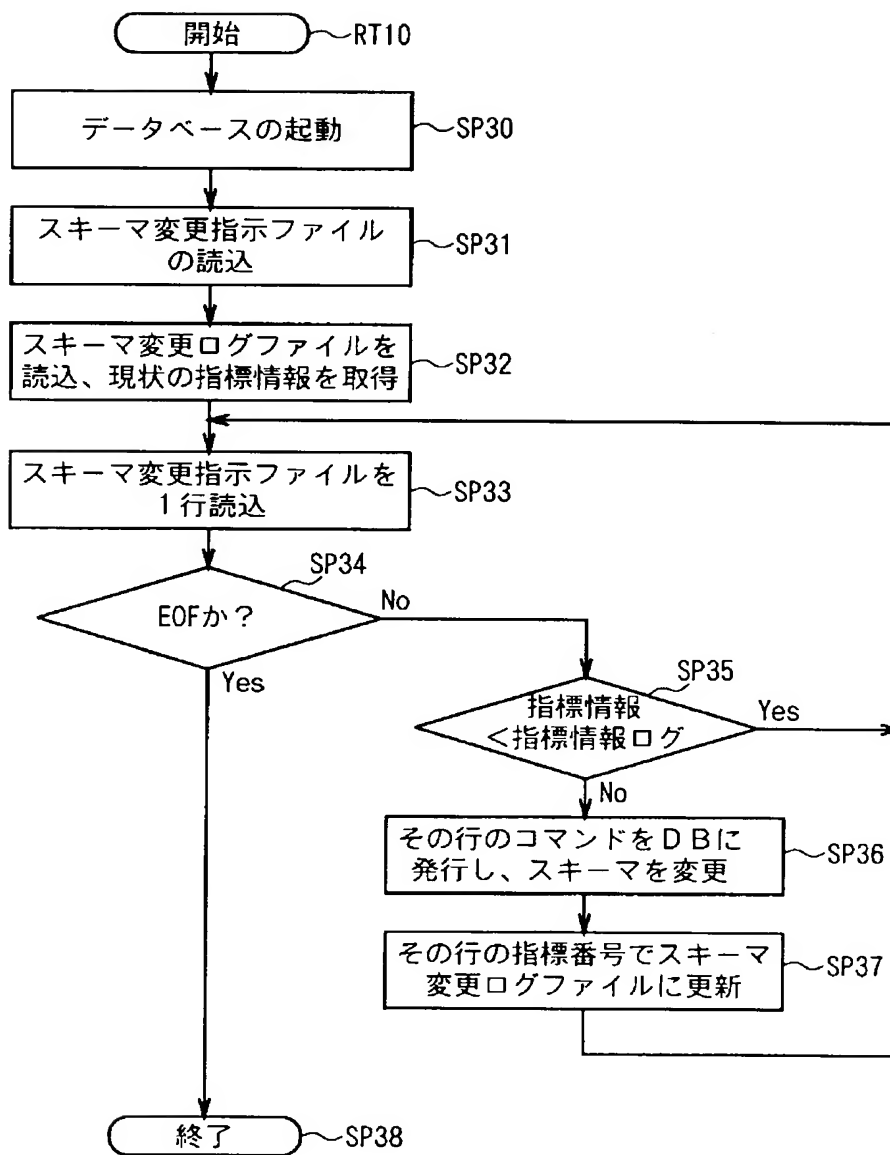 開始
RT10
データベースの起動
SP30
スキーマ変更指示ファイル
の読込
SP31
スキーマ変更ログファイルを
読込、現状の指標情報を取得
SP32
スキーマ変更指示ファイルを
1行読込
SP33
SP34
EOFか？
No
Yes
SP35
指標情報
＜指標情報ログ
Yes
No
その行のコマンドをＤＢに
発行し、スキーマを変更
SP36
その行の指標番号でスキーマ
変更ログファイルに更新
SP37
終了
SP38